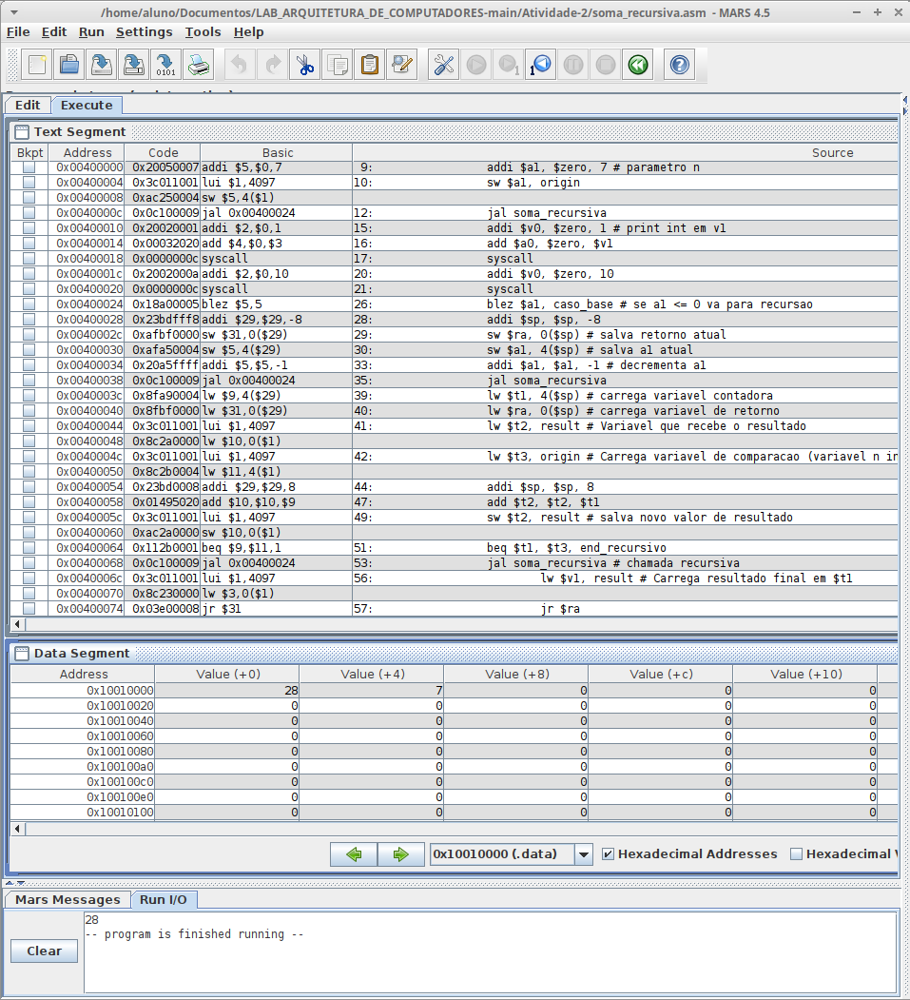 /home/aluno/Documentos/LAB_ARQUITETURA_DE_COMPUTADORES-main/Atividade-2/soma_recursiva.asm - MARS 4.5
File Edit Run Settings Tools Help
Edit Execute
Text Segment
Bkpt Address Code Basic Source
0x00400000 0x20050007 addi $5,$0,7 9: addi $a1, $zero, 7 # parametro n
0x00400004 0x3c011001 lui $1,4097 10: sw $a1, origin
0x00400008 0xac250004 sw $5,4($1)
0x0040000c 0x0c100009 jal 0x00400024 12: jal soma_recursiva
0x00400010 0x20020001 addi $2,$0,1 15: addi $v0, $zero, 1 # print int em v1
0x00400014 0x00032020 add $4,$0,$3 16: add $a0, $zero, $v1
0x00400018 0x0000000c syscall 17: syscall
0x0040001c 0x2002000a addi $2,$0,10 20: addi $v0, $zero, 10
0x00400020 0x0000000c syscall 21: syscall
0x00400024 0x18a00005 blez $5,5 26: blez $a1, caso_base # se a1 <= 0 va para recursao
0x00400028 0x23bdfff8 addi $29,$29,-8 28: addi $sp, $sp, -8
0x0040002c 0xafbf0000 sw $31,0($29) 29: sw $ra, 0($sp) # salva retorno atual
0x00400030 0xafa50004 sw $5,4($29) 30: sw $a1, 4($sp) # salva a1 atual
0x00400034 0x20a5ffff addi $5,$5,-1 33: addi $a1, $a1, -1 # decrementa a1
0x00400038 0x0c100009 jal 0x00400024 35: jal soma_recursiva
0x0040003c 0x8fa90004 lw $9,4($29) 39: lw $t1, 4($sp) # carrega variavel contadora
0x00400040 0x8fbf0000 lw $31,0($29) 40: lw $ra, 0($sp) # carrega variavel de retorno
0x00400044 0x3c011001 lui $1,4097 41: lw $t2, result # Variavel que recebe o resultado
0x00400048 0x8c2a0000 lw $10,0($1)
0x0040004c 0x3c011001 lui $1,4097 42: lw $t3, origin # Carrega variavel de comparacao (variavel n in
0x00400050 0x8c2b0004 lw $11,4($1)
0x00400054 0x23bd0008 addi $29,$29,8 44: addi $sp, $sp, 8
0x00400058 0x01495020 add $10,$10,$9 47: add $t2, $t2, $t1
0x0040005c 0x3c011001 lui $1,4097 49: sw $t2, result # salva novo valor de resultado
0x00400060 0xac2a0000 sw $10,0($1)
0x00400064 0x112b0001 beq $9,$11,1 51: beq $t1, $t3, end_recursivo
0x00400068 0x0c100009 jal 0x00400024 53: jal soma_recursiva # chamada recursiva
0x0040006c 0x3c011001 lui $1,4097 56: lw $v1, result # Carrega resultado final em $t1
0x00400070 0x8c230000 lw $3,0($1)
0x00400074 0x03e00008 jr $31 57: jr $ra
Data Segment
Address Value (+0) Value (+4) Value (+8) Value (+c) Value (+10)
0x10010000 28 7 0 0 0
0x10010020 0 0 0 0 0
0x10010040 0 0 0 0 0
0x10010060 0 0 0 0 0
0x10010080 0 0 0 0 0
0x100100a0 0 0 0 0 0
0x100100c0 0 0 0 0 0
0x100100e0 0 0 0 0 0
0x10010100 0 0 0 0 0
0x10010000 (.data) Hexadecimal Addresses Hexadecimal
Mars Messages Run I/O
Clear
28
-- program is finished running --